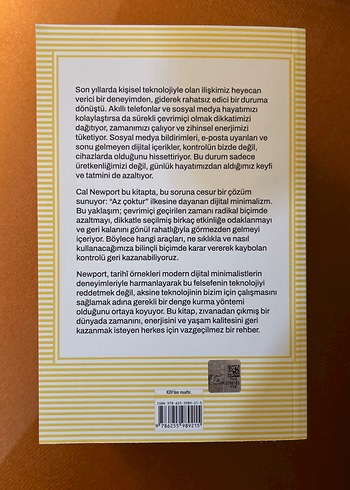 Son yıllarda kişisel teknolojiyle olan ilişkimiz heyecan
verici bir deneyimden, giderek rahatsız edici bir duruma
dönüştü. Akıllı telefonlar ve sosyal medya hayatımızı
kolaylaştırsa da sürekli çevrimiçi olmak dikkatimizi
dağıtıyor, zamanımızı çalıyor ve zihinsel enerjimizi
tüketiyor. Sosyal medya bildirimleri, e-posta uyarıları ve
sonu gelmeyen dijital içerikler, kontrolün bizde değil,
cihazlarda olduğunu hissettiriyor. Bu durum sadece
üretkenliğimizi değil, günlük hayatımızdan aldığımız keyfi
ve tatmini de azaltıyor.
Cal Newport bu kitapta, bu soruna cesur bir çözüm
sunuyor: “Az çoktur” ilkesine dayanan dijital minimalizm.
Bu yaklaşım; çevrimiçi geçirilen zamanı radikal biçimde
azaltmayı, dikkatle seçilmiş birkaç etkinliğe odaklanmayı
ve geri kalanını gönül rahatlığıyla görmezden gelmeyi
içeriyor. Böylece hangi araçları, ne sıklıkla ve nasıl
kullanacağımıza bilinçli biçimde karar vererek kaybolan
kontrolü geri kazanabiliyoruz.
Newport, tarihî örnekleri modern dijital minimalistlerin
deneyimleriyle harmanlayarak bu felsefenin teknolojiyi
reddetmek değil, aksine teknolojinin bizim için çalışmasını
sağlamak adına gerekli bir denge kurma yöntemi
olduğunu ortaya koyuyor. Bu kitap, zıvanadan çıkmış bir
dünyada zamanını, enerjisini ve yaşam kalitesini geri
kazanmak isteyen herkes için vazgeçilmez bir rehber.
KDV'den muaftır.